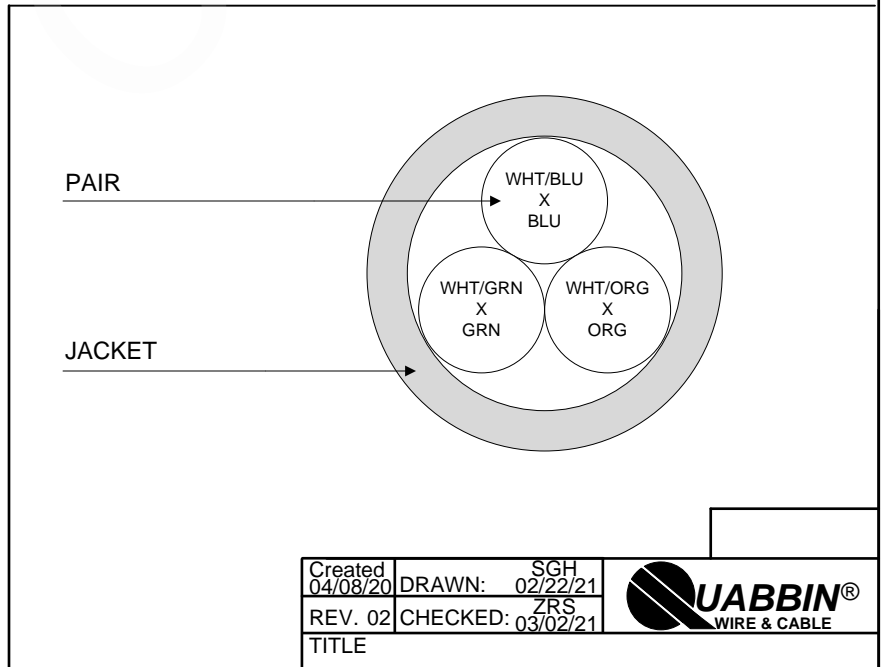 PAIR
WHT/BLU
X
BLU
WHT/GRN
X
GRN
WHT/ORG
X
ORG
JACKET
Created
04/08/20
DRAWN:
SGH
02/22/21
REV. 02
CHECKED:
ZRS
03/02/21
TITLE
QUABBIN®
WIRE & CABLE